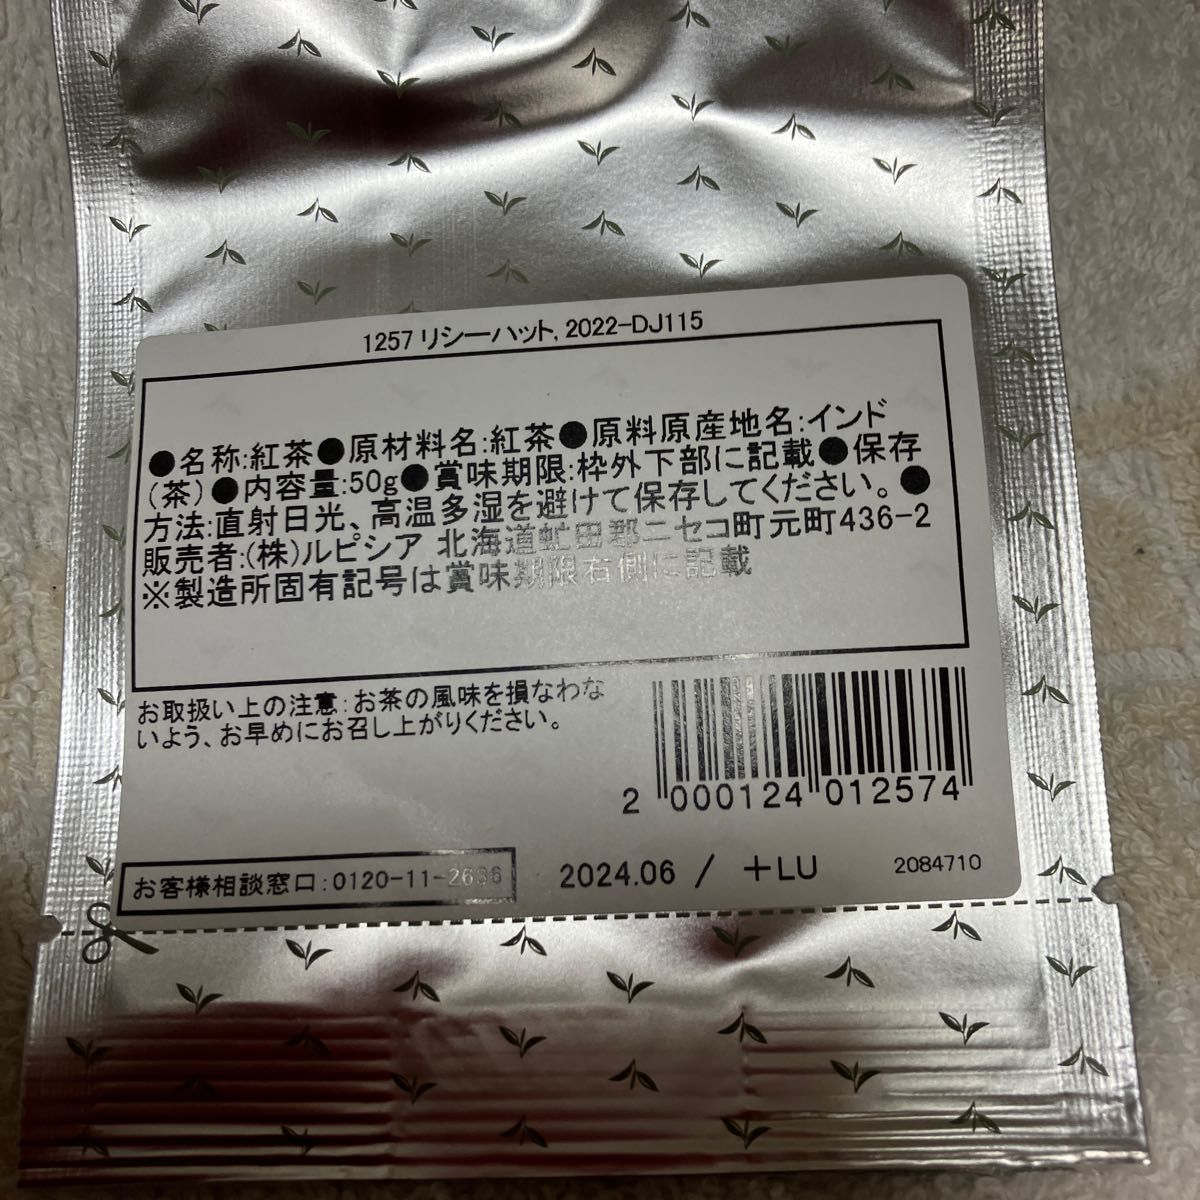 1257 リシーハット, 2022-DJ115
●名称:紅茶●原材料名:紅茶●原料原産地名:インド
(茶)●内容量:50g●賞味期限:枠外下部に記載●保存
方法:直射日光、高温多湿を避けて保存してください。●
販売者:(株)ルピシア 北海道虻田郡ニセコ町元町436-2
※製造所固有記号は賞味期限右側に記載
お取扱い上の注意:お茶の風味を損なわな
いよう、お早めにお召し上がりください。
2 000124 012574
お客様相談窓口:0120-11-2636
2024.06 / +LU
2084710